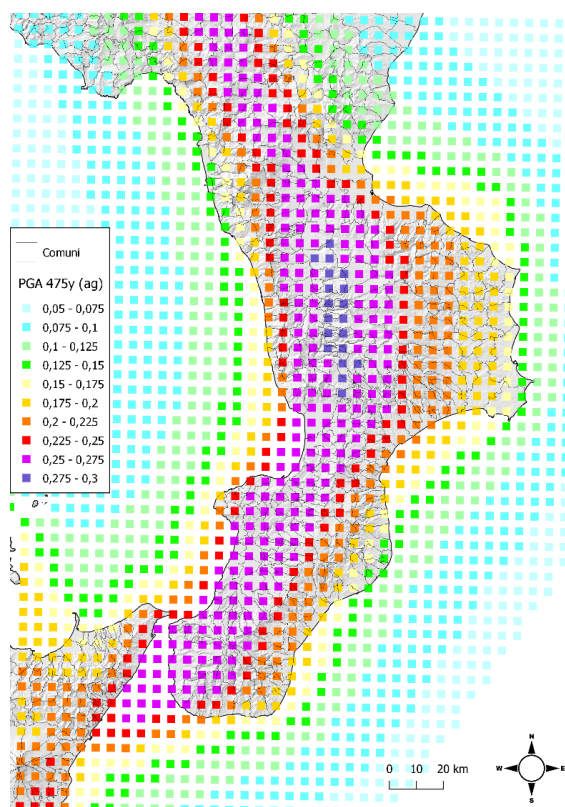 Comuni
PGA 475y (ag)
0,05 - 0,075
0,075 - 0,1
0,1 - 0,125
0,125 - 0,15
0,15 - 0,175
0,175 - 0,2
0,2 - 0,225
0,225 - 0,25
0,25 - 0,275
0,275 - 0,3
N
W E
S
0 10 20 km